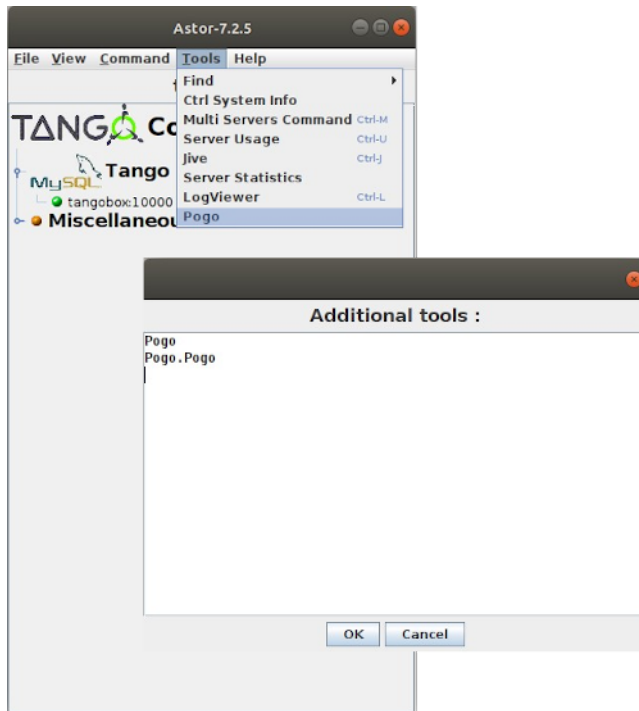 Astor-7.2.5
File View Command Tools Help
Find
Ctrl System Info
Multi Servers Command Ctrl-M
Server Usage Ctrl-U
Jive Ctrl-J
Server Statistics
LogViewer Ctrl-L
Pogo
TANGO Co
MySQL Tango
tangobox:10000
Miscellaneou
Additional tools :
Pogo
Pogo.Pogo
OK Cancel